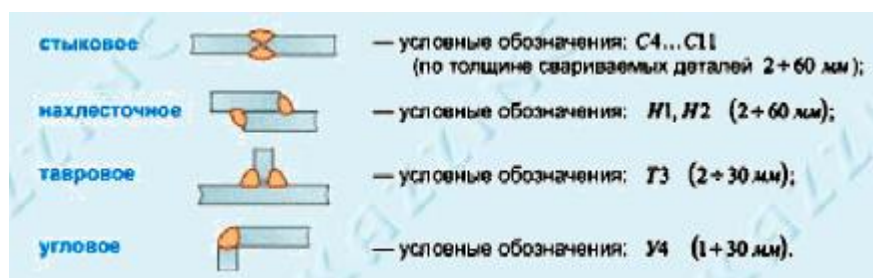 стыковое — условные обозначения: С4...С11
(по толщине свариваемых деталей 2÷60 мм);
нахлесточное — условные обозначения: Н1, Н2 (2÷60 мм);
тавровое — условные обозначения: Т3 (2÷30 мм);
угловое — условные обозначения: У4 (1÷30 мм).